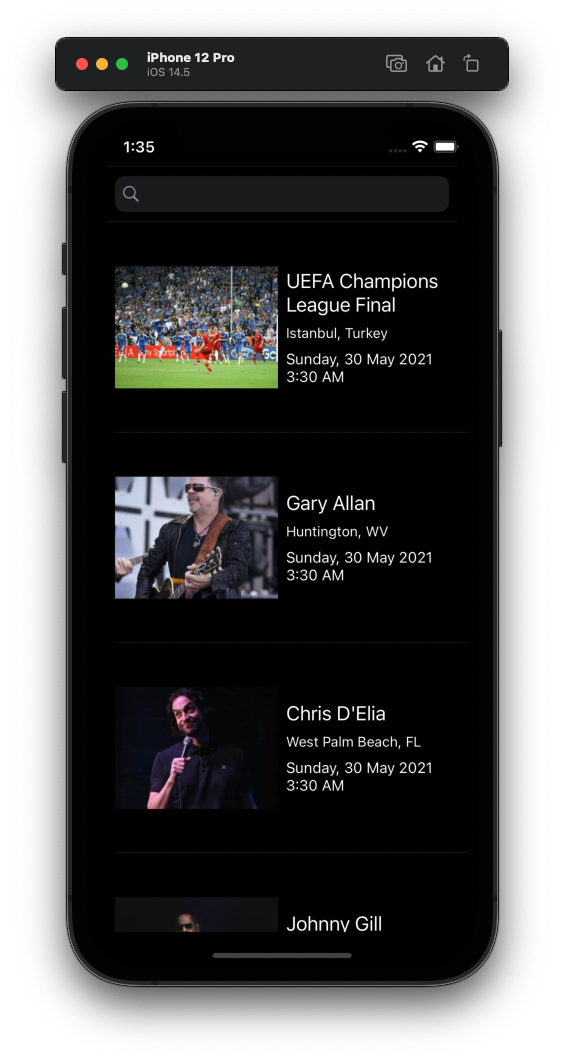 iPhone 12 Pro
iOS 14.5
1:35
UEFA Champions
League Final
Istanbul, Turkey
Sunday, 30 May 2021
3:30 AM
Gary Allan
Huntington, WV
Sunday, 30 May 2021
3:30 AM
Chris D'Elia
West Palm Beach, FL
Sunday, 30 May 2021
3:30 AM
Johnny Gill